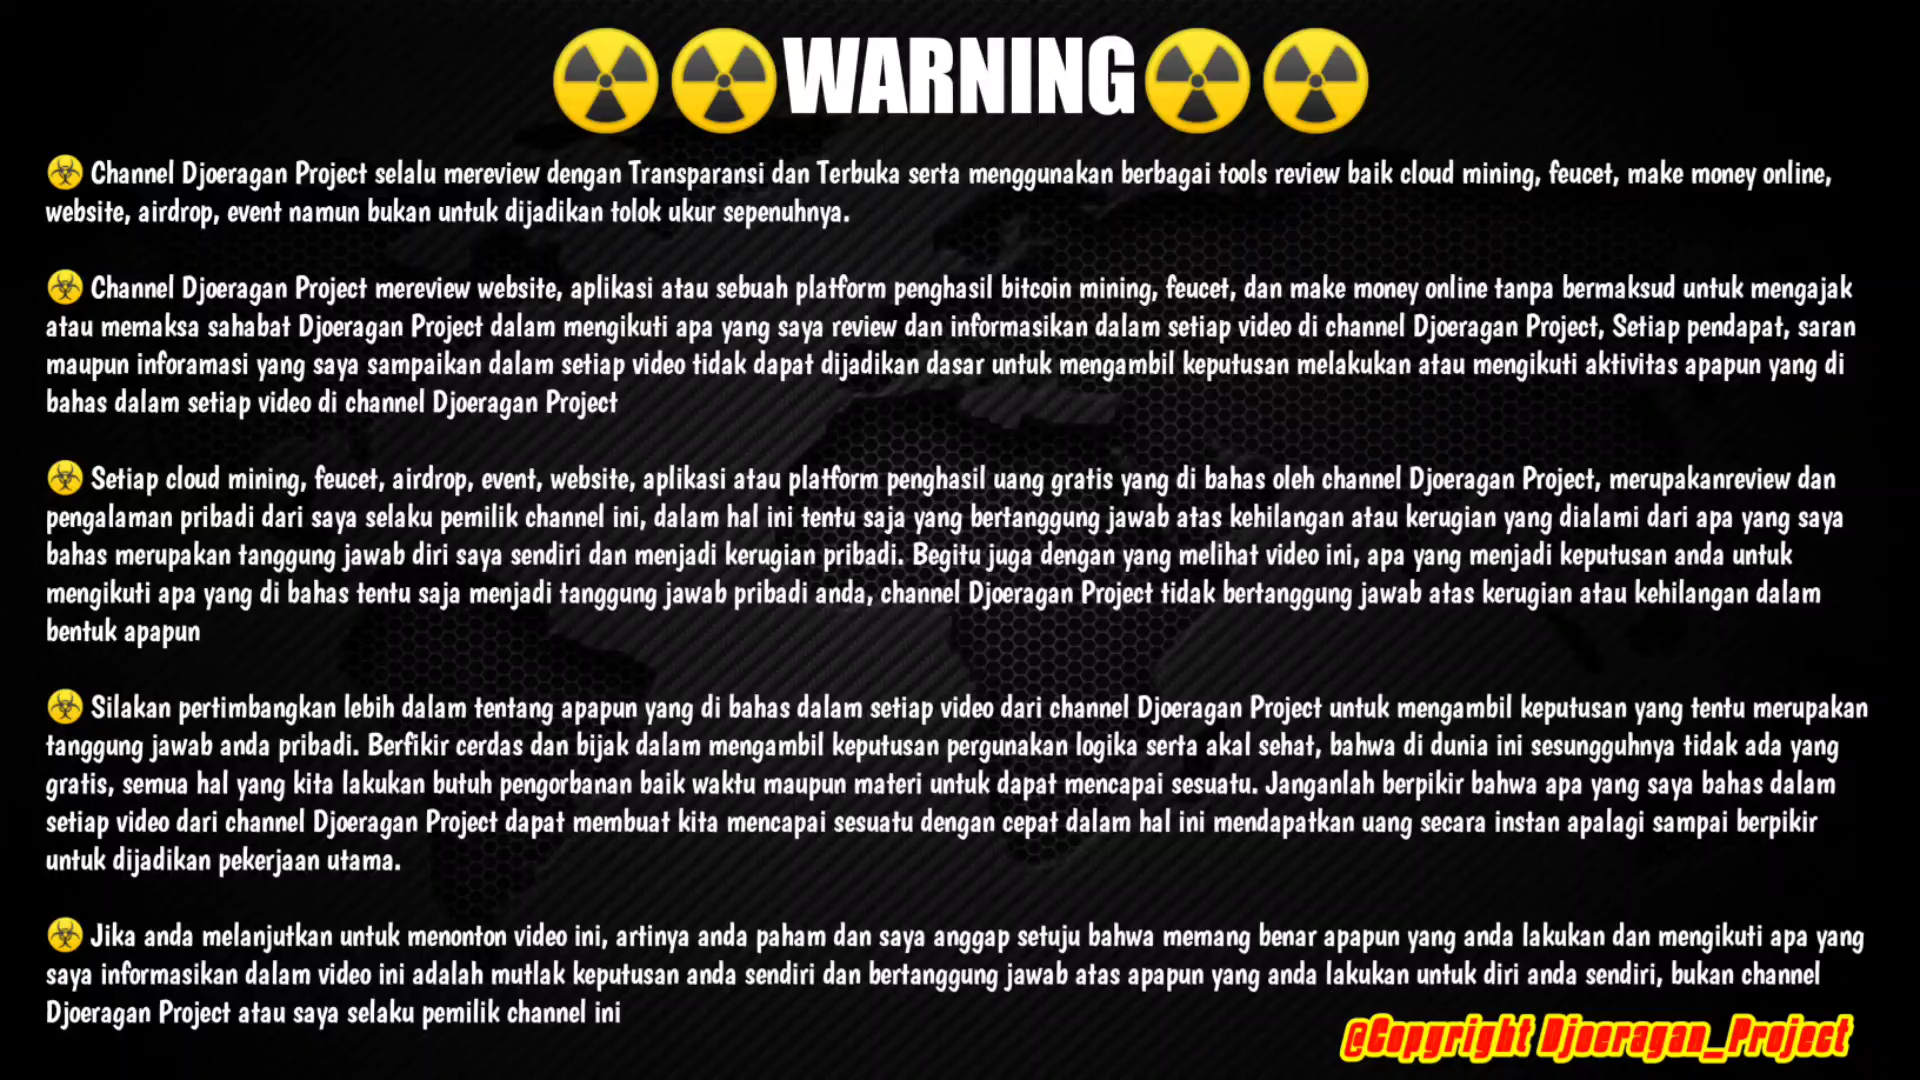 ☢☢WARNING☢☢
☣ Channel Djoeragan Project selalu mereview dengan Transparansi dan Terbuka serta menggunakan berbagai tools review baik cloud mining, feucet, make money online,
website, airdrop, event namun bukan untuk dijadikan tolok ukur sepenuhnya.
☣ Channel Djoeragan Project mereview website, aplikasi atau sebuah platform penghasil bitcoin mining, feucet, dan make money online tanpa bermaksud untuk mengajak
atau memaksa sahabat Djoeragan Project dalam mengikuti apa yang saya review dan informasikan dalam setiap video di channel Djoeragan Project, Setiap pendapat, saran
maupun inforamasi yang saya sampaikan dalam setiap video tidak dapat dijadikan dasar untuk mengambil keputusan melakukan atau mengikuti aktivitas apapun yang di
bahas dalam setiap video di channel Djoeragan Project
☣ Setiap cloud mining, feucet, airdrop, event, website, aplikasi atau platform penghasil uang gratis yang di bahas oleh channel Djoeragan Project, merupakanreview dan
pengalaman pribadi dari saya selaku pemilik channel ini, dalam hal ini tentu saja yang bertanggung jawab atas kehilangan atau kerugian yang dialami dari apa yang saya
bahas merupakan tanggung jawab diri saya sendiri dan menjadi kerugian pribadi. Begitu juga dengan yang melihat video ini, apa yang menjadi keputusan anda untuk
mengikuti apa yang di bahas tentu saja menjadi tanggung jawab pribadi anda, channel Djoeragan Project tidak bertanggung jawab atas kerugian atau kehilangan dalam
bentuk apapun
☣ Silakan pertimbangkan lebih dalam tentang apapun yang di bahas dalam setiap video dari channel Djoeragan Project untuk mengambil keputusan yang tentu merupakan
tanggung jawab anda pribadi. Berfikir cerdas dan bijak dalam mengambil keputusan pergunakan logika serta akal sehat, bahwa di dunia ini sesungguhnya tidak ada yang
gratis, semua hal yang kita lakukan butuh pengorbanan baik waktu maupun materi untuk dapat mencapai sesuatu. Janganlah berpikir bahwa apa yang saya bahas dalam
setiap video dari channel Djoeragan Project dapat membuat kita mencapai sesuatu dengan cepat dalam hal ini mendapatkan uang secara instan apalagi sampai berpikir
untuk dijadikan pekerjaan utama.
☣ Jika anda melanjutkan untuk menonton video ini, artinya anda paham dan saya anggap setuju bahwa memang benar apapun yang anda lakukan dan mengikuti apa yang
saya informasikan dalam video ini adalah mutlak keputusan anda sendiri dan bertanggung jawab atas apapun yang anda lakukan untuk diri anda sendiri, bukan channel
Djoeragan Project atau saya selaku pemilik channel ini
@Copyright Djoeragan_Project